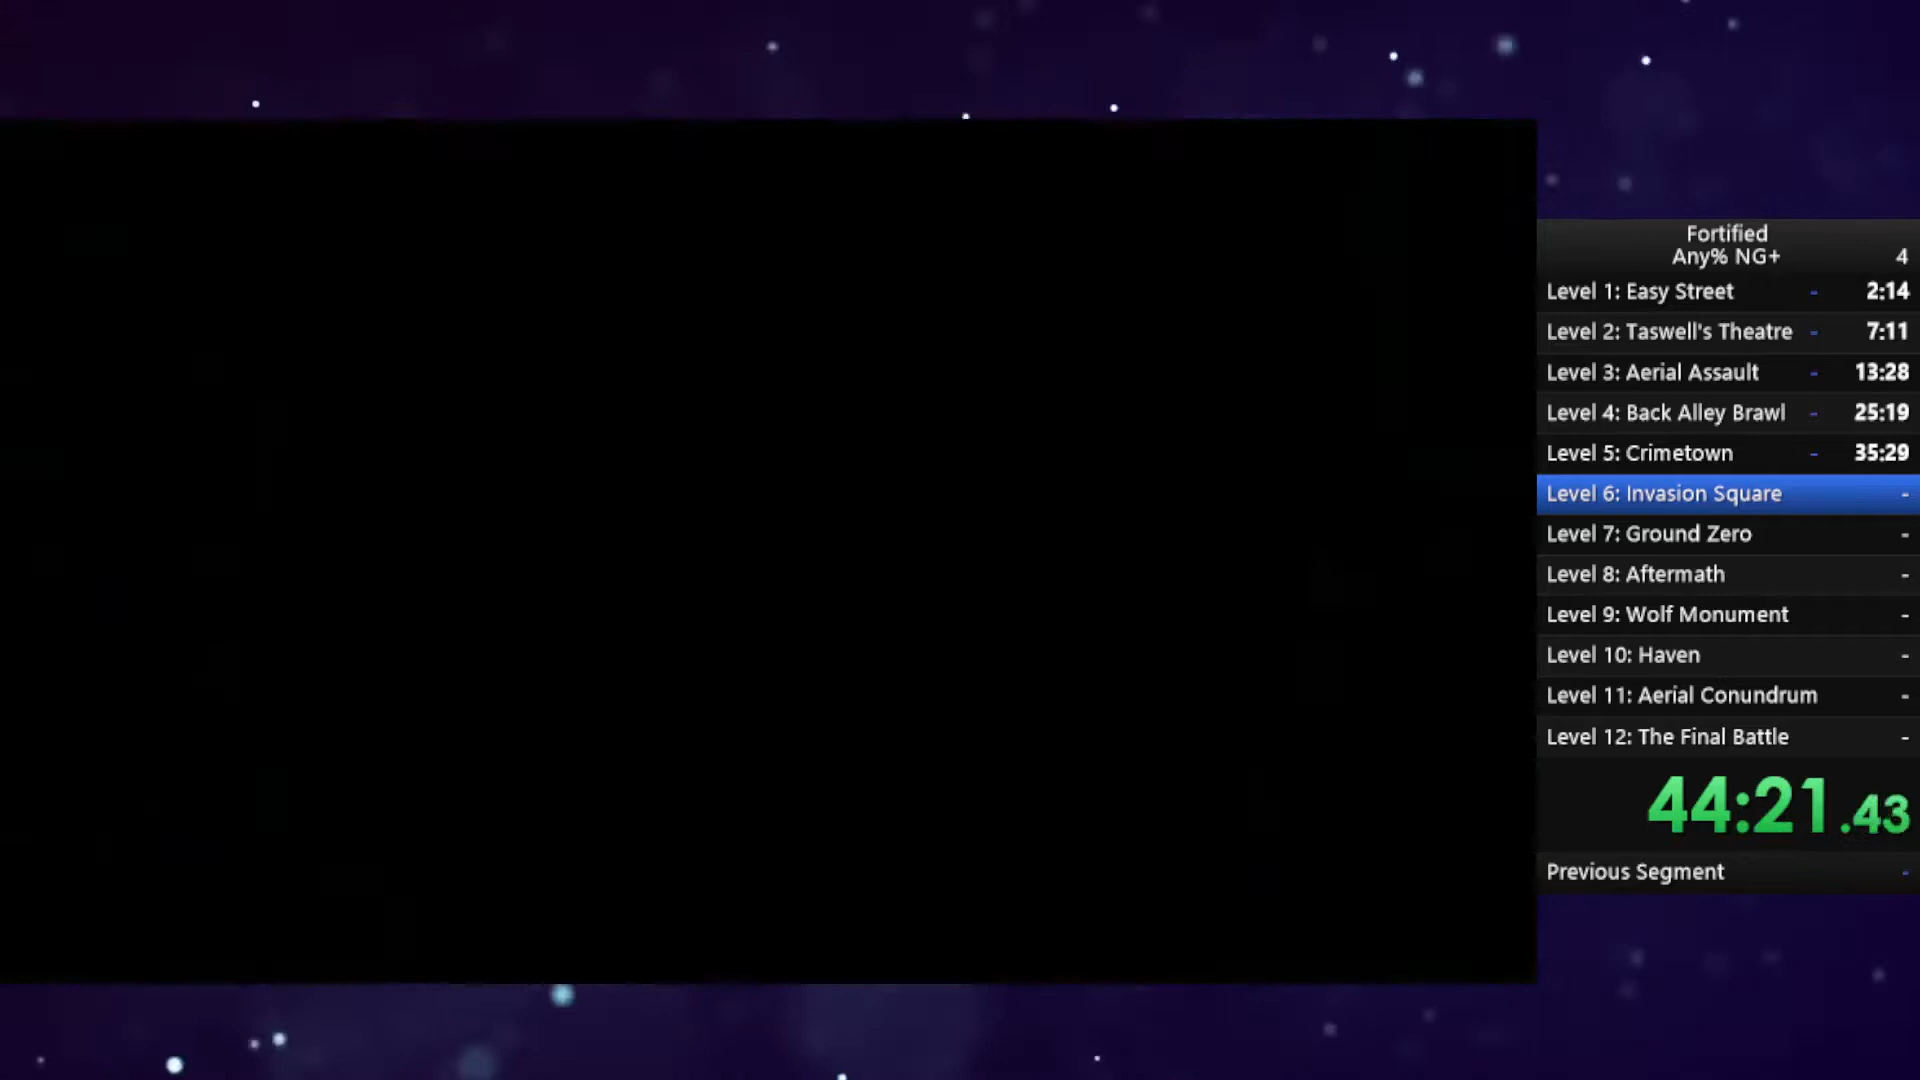 Fortified
Any% NG+ 4
Level 1: Easy Street - 2:14
Level 2: Taswell's Theatre - 7:11
Level 3: Aerial Assault - 13:28
Level 4: Back Alley Brawl - 25:19
Level 5: Crimetown - 35:29
Level 6: Invasion Square -
Level 7: Ground Zero -
Level 8: Aftermath -
Level 9: Wolf Monument -
Level 10: Haven -
Level 11: Aerial Conundrum -
Level 12: The Final Battle -
44:21.43
Previous Segment -